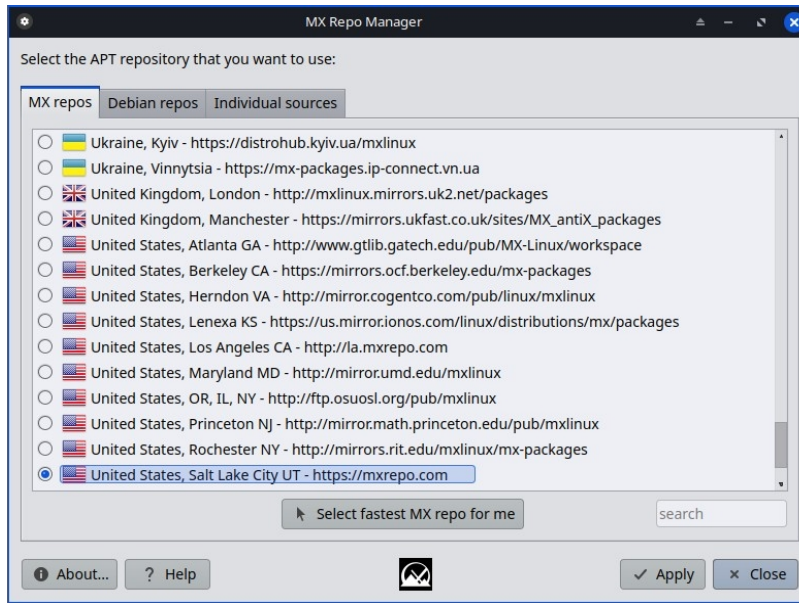 MX Repo Manager
Select the APT repository that you want to use:
MX repos Debian repos Individual sources
Ukraine, Kyiv - https://distrohub.kyiv.ua/mxlinux
Ukraine, Vinnytsia - https://mx-packages.ip-connect.vn.ua
United Kingdom, London - http://mxlinux.mirrors.uk2.net/packages
United Kingdom, Manchester - https://mirrors.ukfast.co.uk/sites/MX_antiX_packages
United States, Atlanta GA - http://www.gtlib.gatech.edu/pub/MX-Linux/workspace
United States, Berkeley CA - https://mirrors.ocf.berkeley.edu/mx-packages
United States, Herndon VA - http://mirror.cogentco.com/pub/linux/mxlinux
United States, Lenexa KS - https://us.mirror.ionos.com/linux/distributions/mx/packages
United States, Los Angeles CA - http://la.mxrepo.com
United States, Maryland MD - http://mirror.umd.edu/mxlinux
United States, OR, IL, NY - http://ftp.osuosl.org/pub/mxlinux
United States, Princeton NJ - http://mirror.math.princeton.edu/pub/mxlinux
United States, Rochester NY - http://mirrors.rit.edu/mxlinux/mx-packages
United States, Salt Lake City UT - https://mxrepo.com
Select fastest MX repo for me search
About... ? Help Apply Close